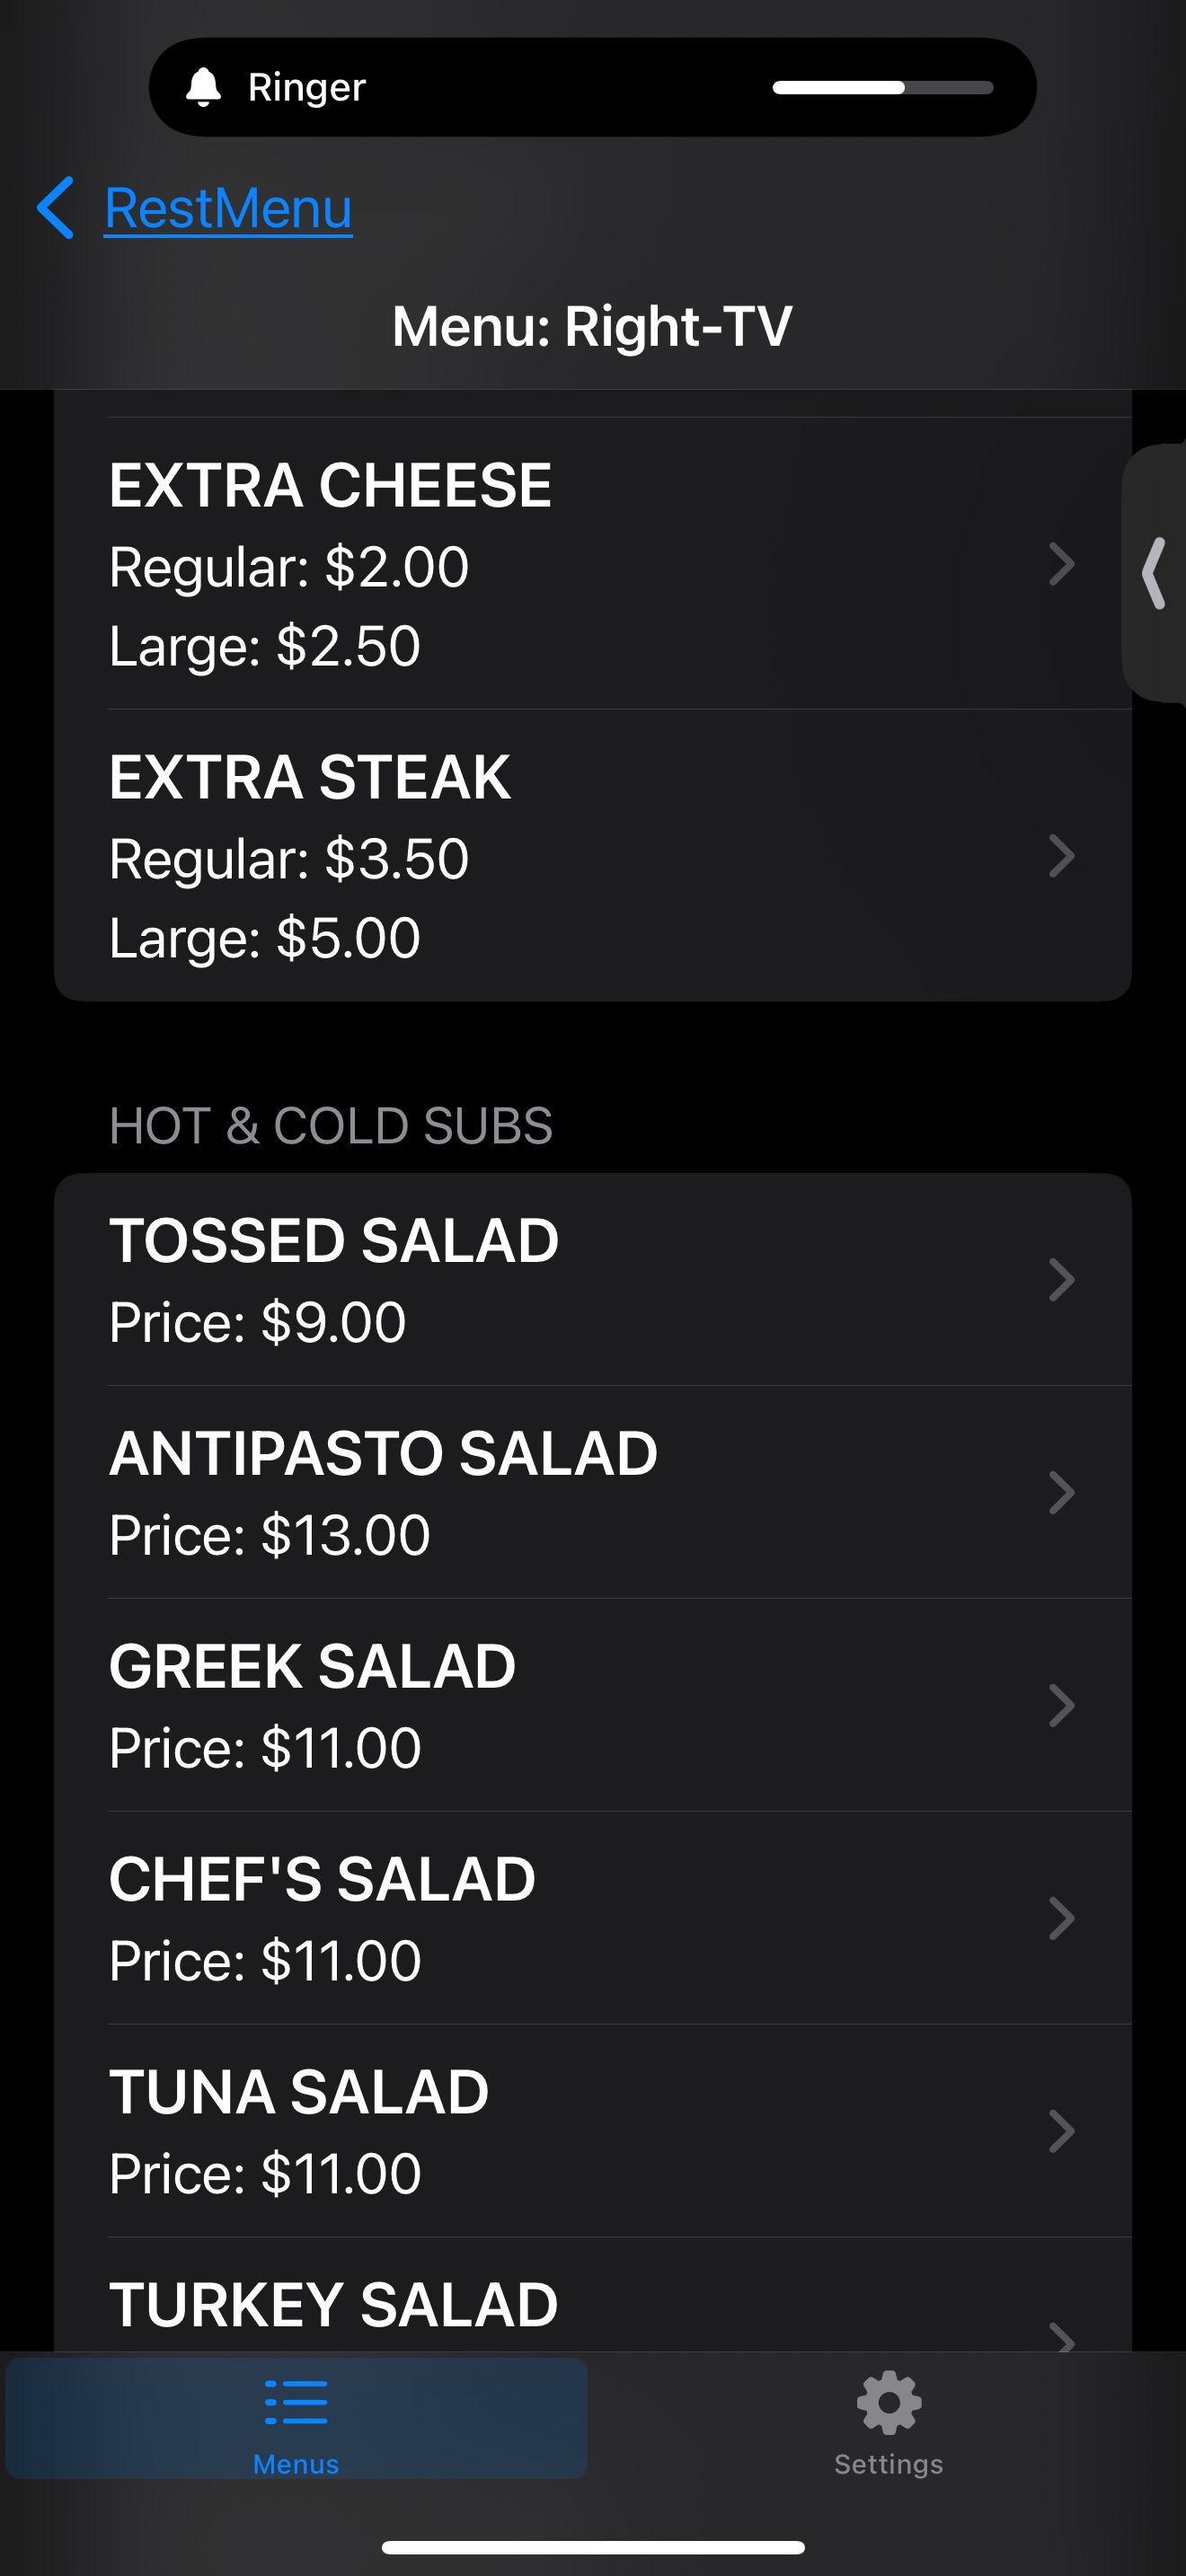 Ringer
RestMenu
Menu: Right-TV
EXTRA CHEESE
Regular: $2.00
Large: $2.50
EXTRA STEAK
Regular: $3.50
Large: $5.00
HOT & COLD SUBS
TOSSED SALAD
Price: $9.00
ANTIPASTO SALAD
Price: $13.00
GREEK SALAD
Price: $11.00
CHEF'S SALAD
Price: $11.00
TUNA SALAD
Price: $11.00
TURKEY SALAD
Menus
Settings